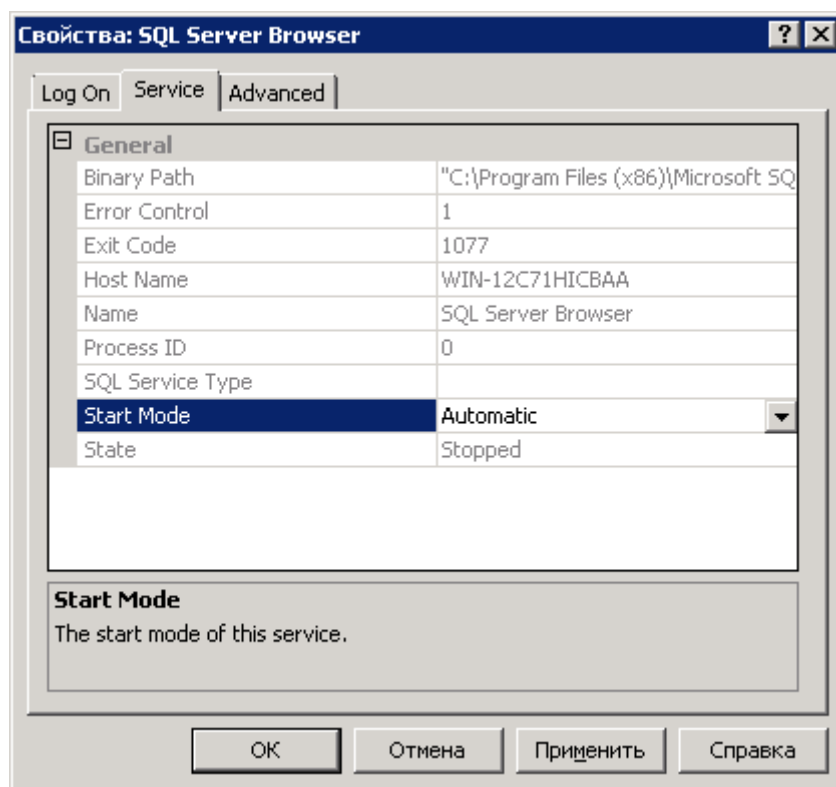 Свойства: SQL Server Browser
Log On Service Advanced
General
Binary Path "C:\Program Files (x86)\Microsoft SQ
Error Control 1
Exit Code 1077
Host Name WIN-12C71HICBAA
Name SQL Server Browser
Process ID 0
SQL Service Type
Start Mode Automatic
State Stopped
Start Mode
The start mode of this service.
ОК Отмена Применить Справка